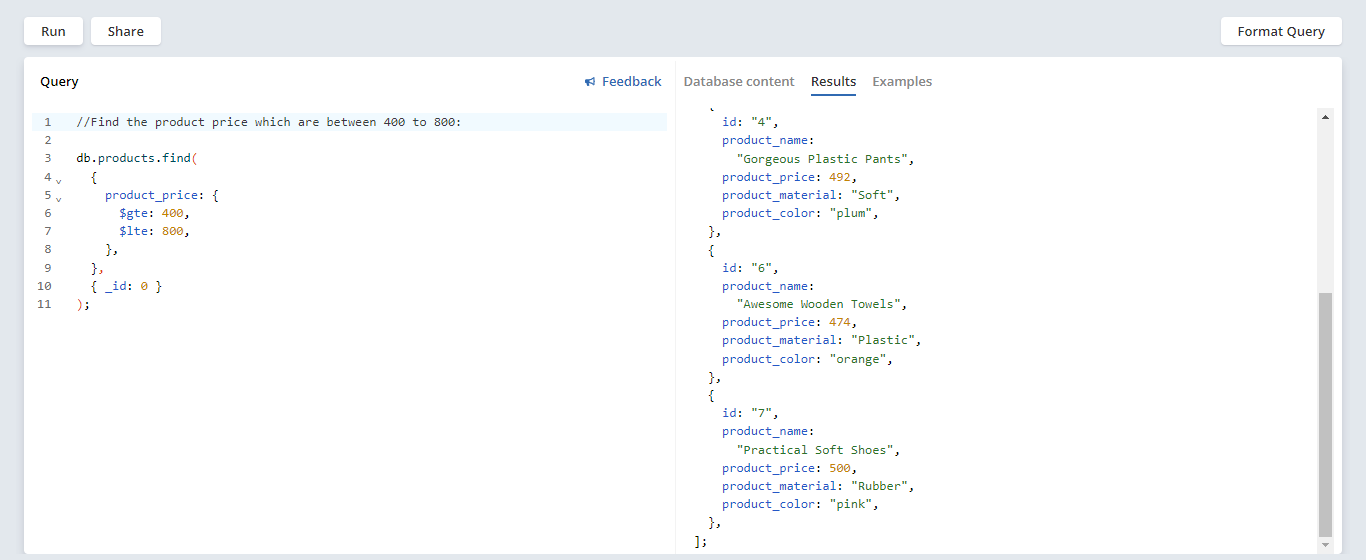 Run Share Format Query
Query Feedback
1 //Find the product price which are between 400 to 800:
2
3 db.products.find(
4 {
5 product_price: {
6 $gte: 400,
7 $lte: 800,
8 },
9 },
10 { _id: 0 }
11 );
Database content Results Examples
{
id: "4",
product_name:
"Gorgeous Plastic Pants",
product_price: 492,
product_material: "Soft",
product_color: "plum",
},
{
id: "6",
product_name:
"Awesome Wooden Towels",
product_price: 474,
product_material: "Plastic",
product_color: "orange",
},
{
id: "7",
product_name:
"Practical Soft Shoes",
product_price: 500,
product_material: "Rubber",
product_color: "pink",
},
];